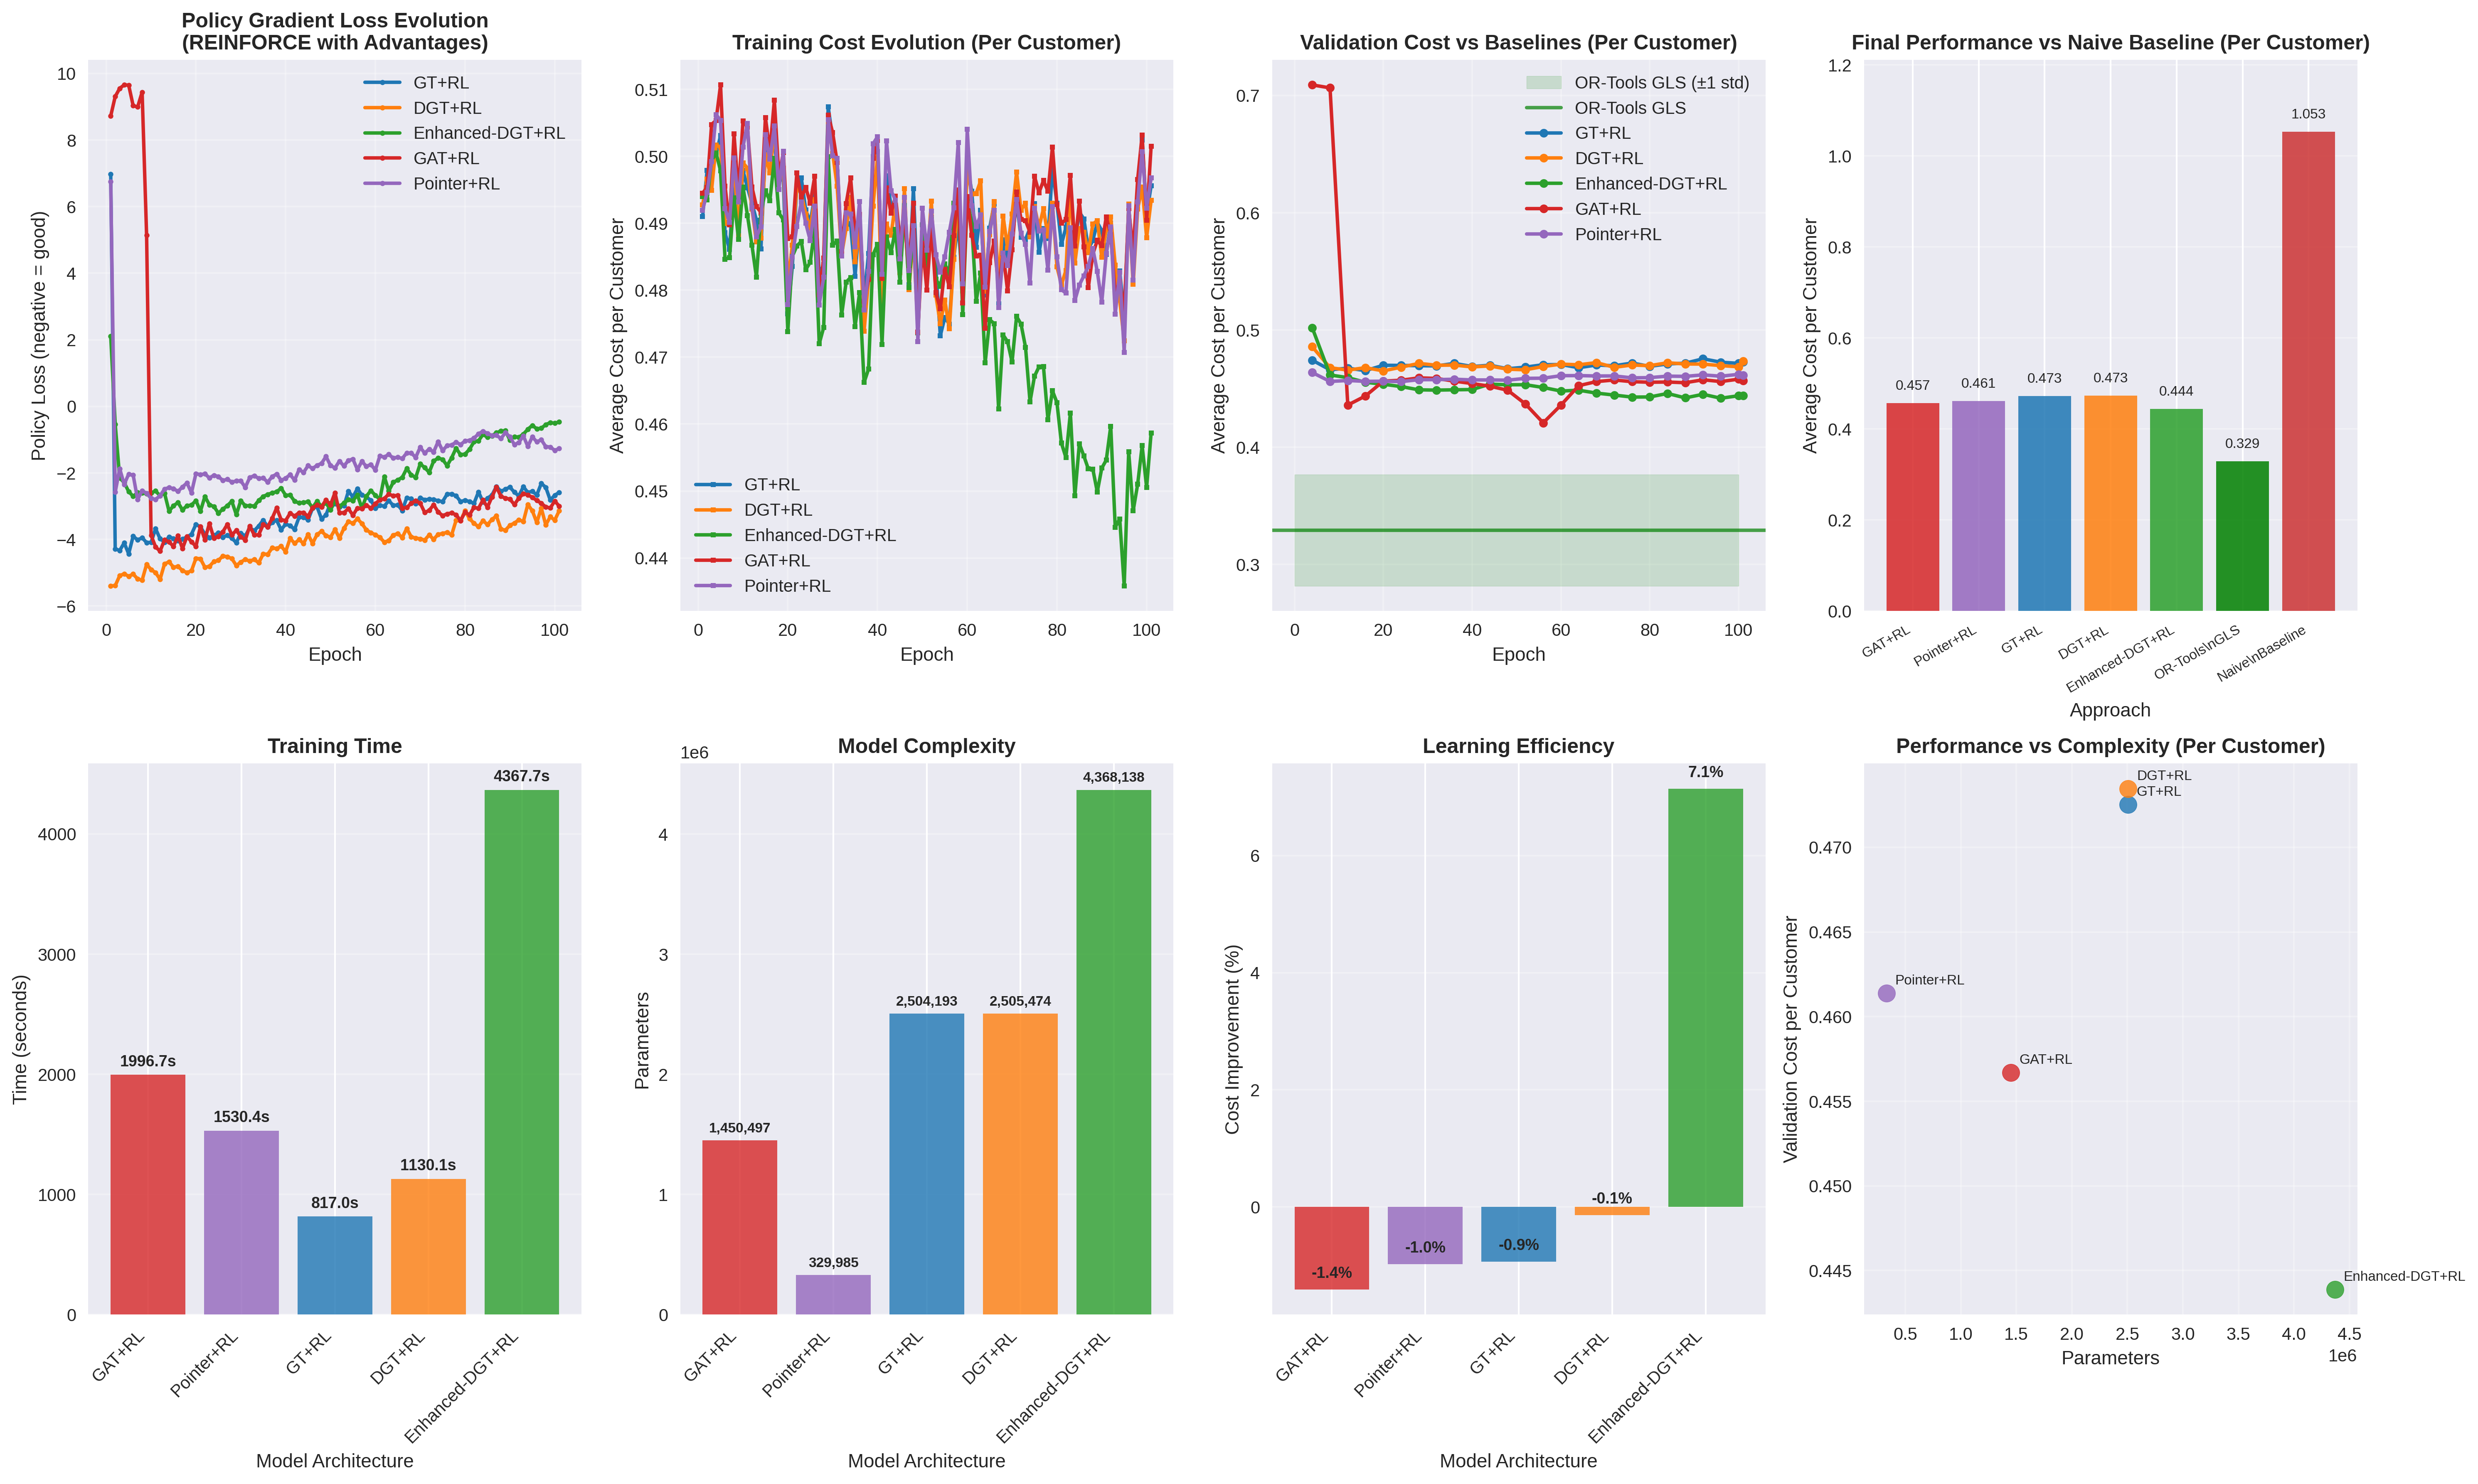 Policy Gradient Loss Evolution
(REINFORCE with Advantages)
Policy Loss (negative = good)
10
8
6
4
2
0
−2
−4
−6
GT+RL
DGT+RL
Enhanced-DGT+RL
GAT+RL
Pointer+RL
0
20
40
60
80
100
Epoch
Training Cost Evolution (Per Customer)
Average Cost per Customer
0.51
0.50
0.49
0.48
0.47
0.46
0.45
0.44
GT+RL
DGT+RL
Enhanced-DGT+RL
GAT+RL
Pointer+RL
0
20
40
60
80
100
Epoch
Validation Cost vs Baselines (Per Customer)
Average Cost per Customer
0.7
0.6
0.5
0.4
0.3
OR-Tools GLS (±1 std)
OR-Tools GLS
GT+RL
DGT+RL
Enhanced-DGT+RL
GAT+RL
Pointer+RL
0
20
40
60
80
100
Epoch
Final Performance vs Naive Baseline (Per Customer)
Average Cost per Customer
1.2
1.0
0.8
0.6
0.4
0.2
0.0
0.457
0.461
0.473
0.473
0.444
0.329
1.053
GAT+RL
Pointer+RL
GT+RL
DGT+RL
Enhanced-DGT+RL
OR-Tools\nGLS
Naive\nBaseline
Approach
Training Time
Time (seconds)
4000
3000
2000
1000
0
1996.7s
1530.4s
817.0s
1130.1s
4367.7s
GAT+RL
Pointer+RL
GT+RL
DGT+RL
Enhanced-DGT+RL
Model Architecture
Model Complexity
1e6
Parameters
4
3
2
1
0
1,450,497
329,985
2,504,193
2,505,474
4,368,138
GAT+RL
Pointer+RL
GT+RL
DGT+RL
Enhanced-DGT+RL
Model Architecture
Learning Efficiency
Cost Improvement (%)
6
4
2
0
-1.4%
-1.0%
-0.9%
-0.1%
7.1%
GAT+RL
Pointer+RL
GT+RL
DGT+RL
Enhanced-DGT+RL
Model Architecture
Performance vs Complexity (Per Customer)
Validation Cost per Customer
0.470
0.465
0.460
0.455
0.450
0.445
DGT+RL
GT+RL
Pointer+RL
GAT+RL
Enhanced-DGT+RL
0.5
1.0
1.5
2.0
2.5
3.0
3.5
4.0
4.5
1e6
Parameters